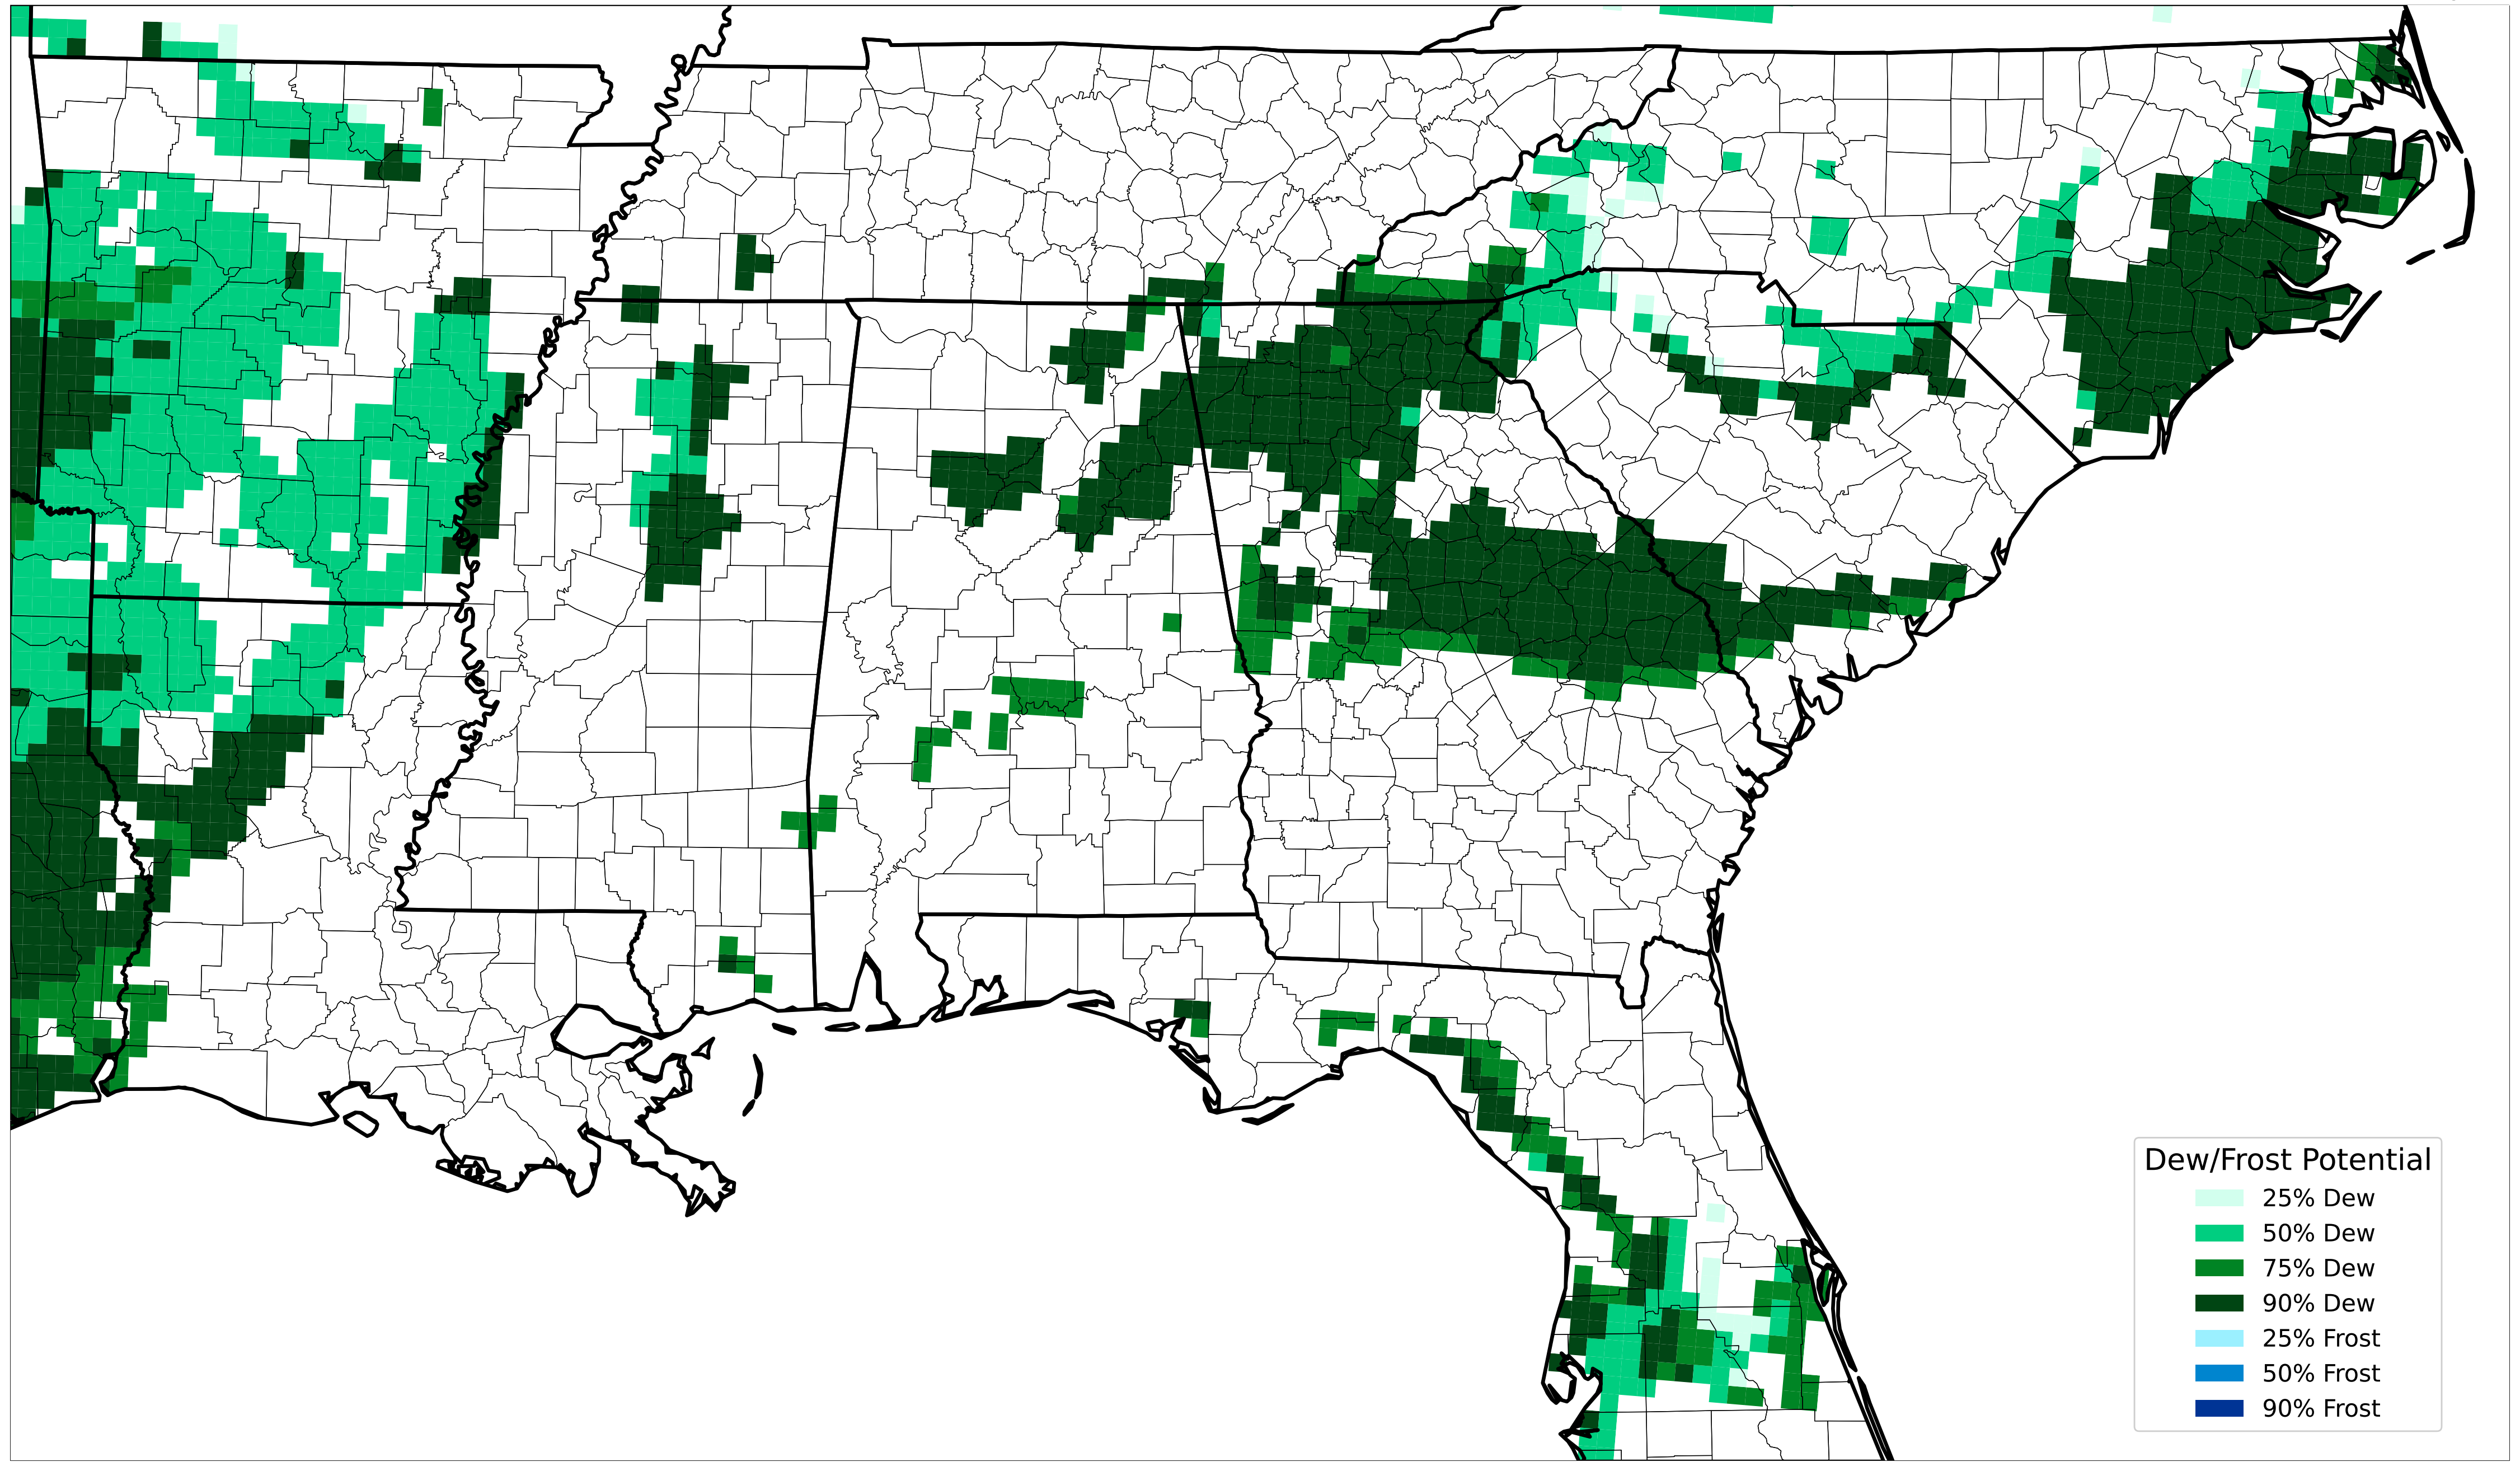 Dew/Frost Potential
25% Dew
50% Dew
75% Dew
90% Dew
25% Frost
50% Frost
90% Frost